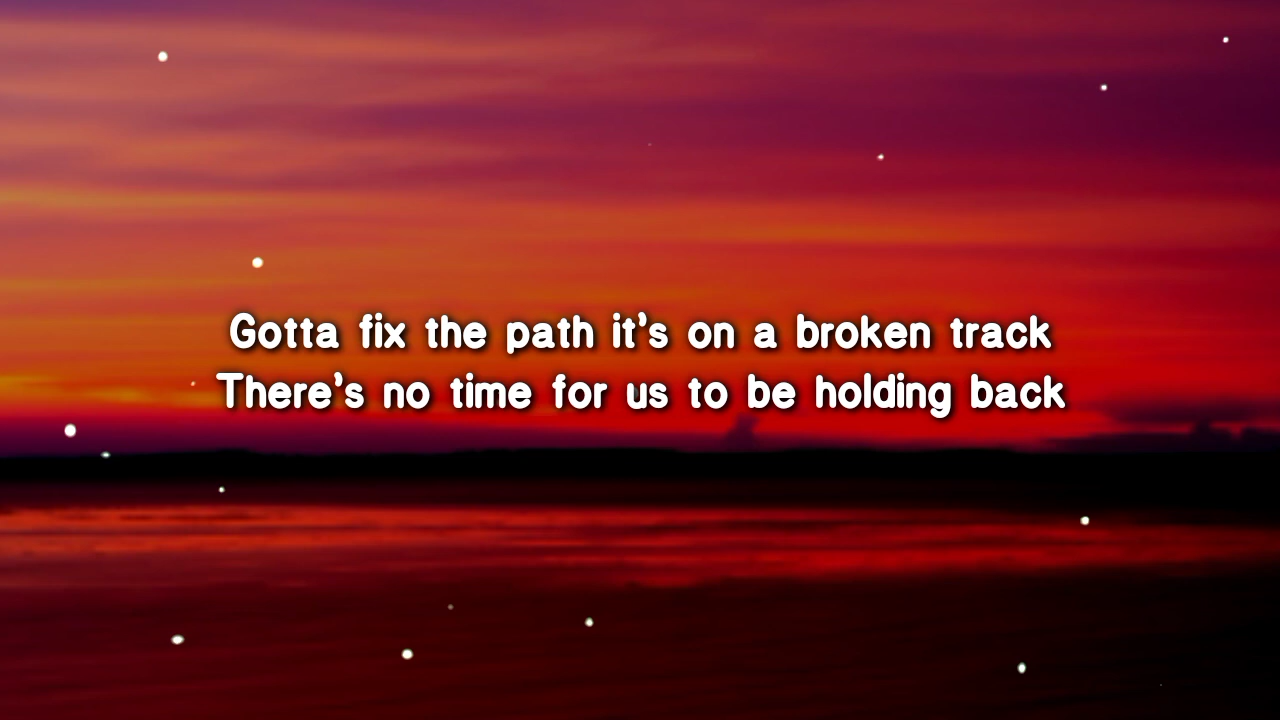 Gotta fix the path it's on a broken track
There's no time for us to be holding back